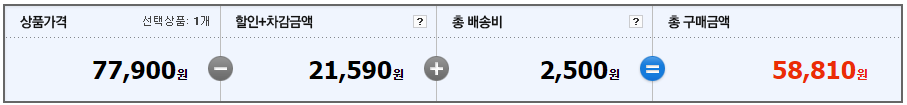 상품가격 선택상품: 1개 할인+차감금액 ? 총 배송비 ? 총 구매금액
77,900원 − 21,590원 + 2,500원 = 58,810원